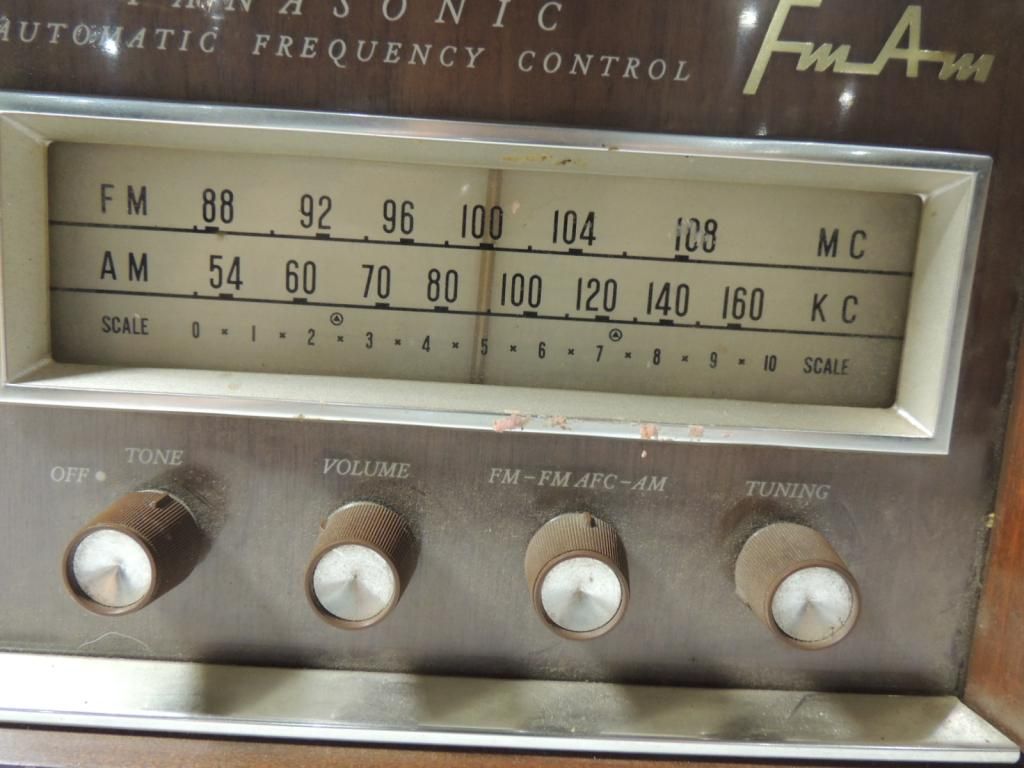 PANASONIC
AUTOMATIC FREQUENCY CONTROL
Fm Am
FM 88 92 96 100 104 108 MC
AM 54 60 70 80 100 120 140 160 KC
SCALE 0 × 1 × 2 × 3 × 4 × 5 × 6 × 7 × 8 × 9 × 10 SCALE
OFF • TONE VOLUME FM-FM AFC-AM TUNING